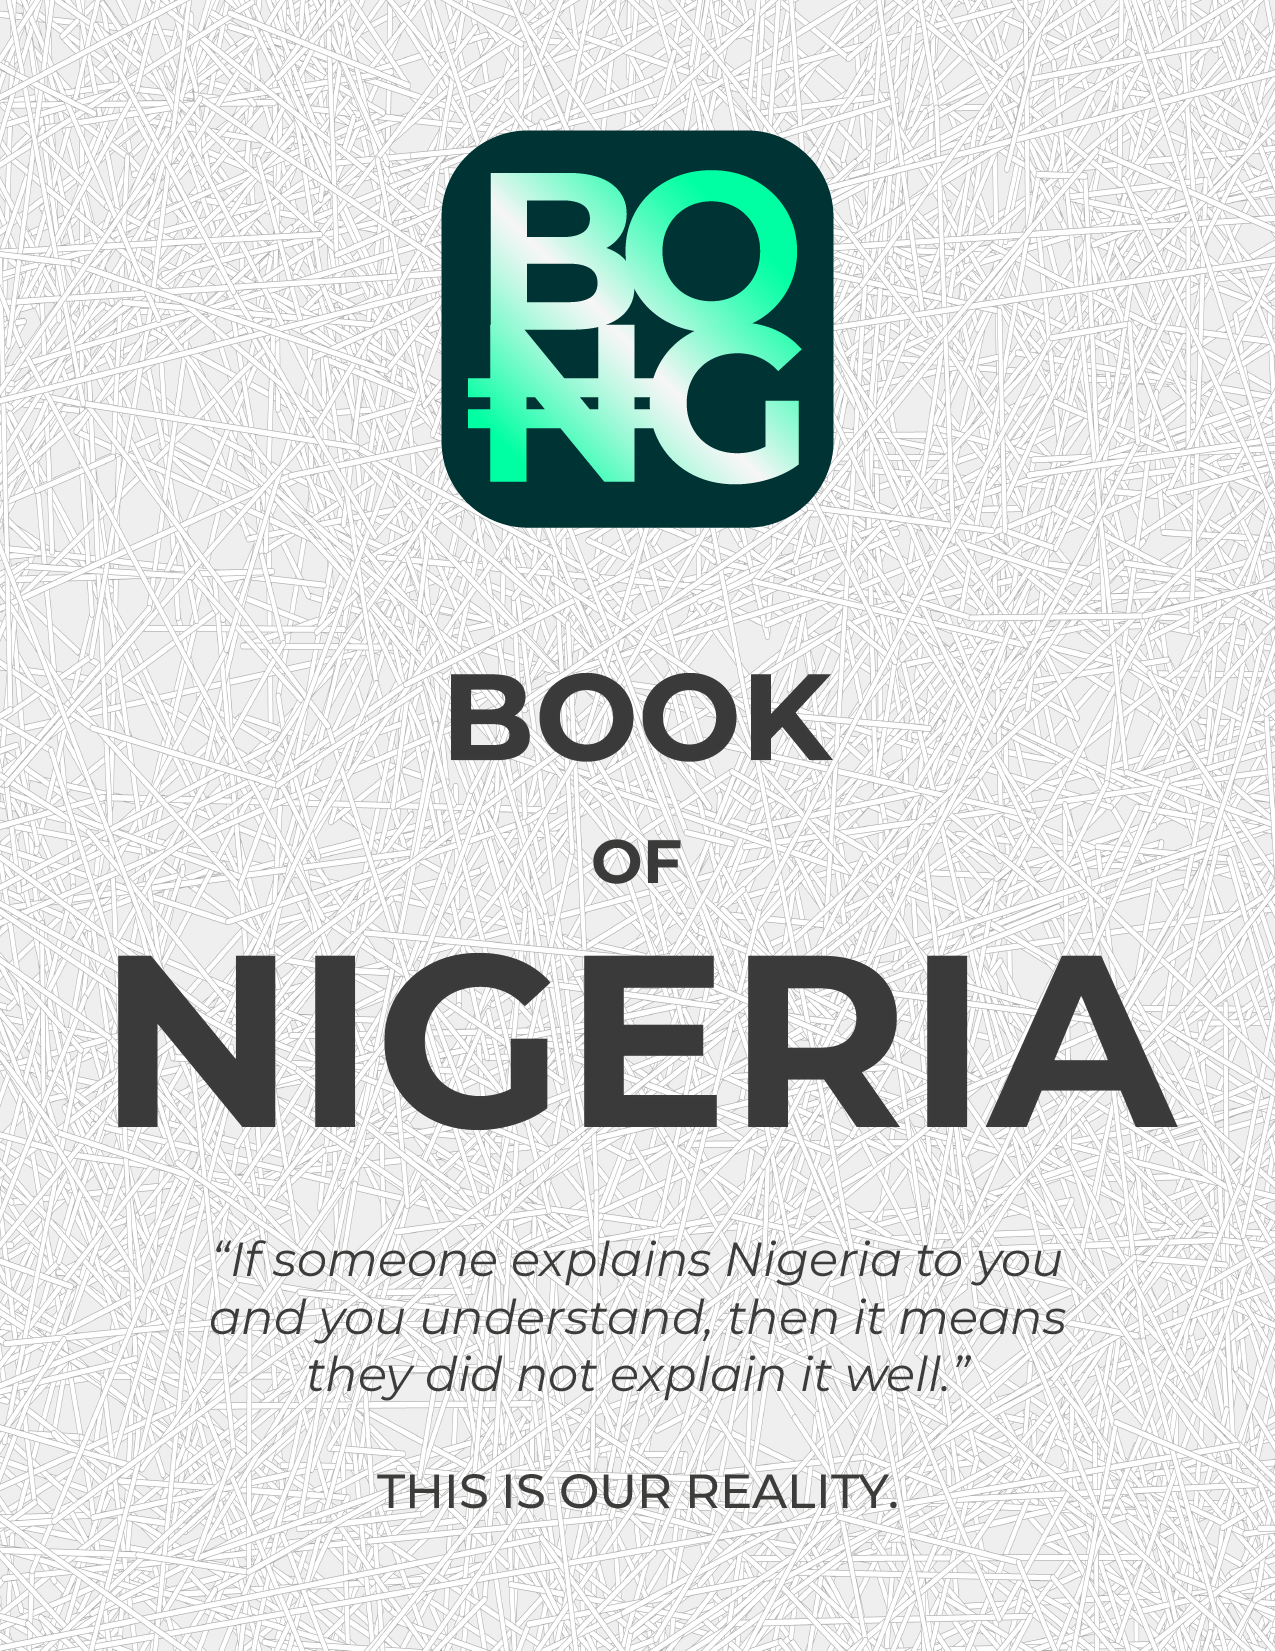 BO
NG
BOOK
OF
NIGERIA
“If someone explains Nigeria to you
and you understand, then it means
they did not explain it well.”
THIS IS OUR REALITY.